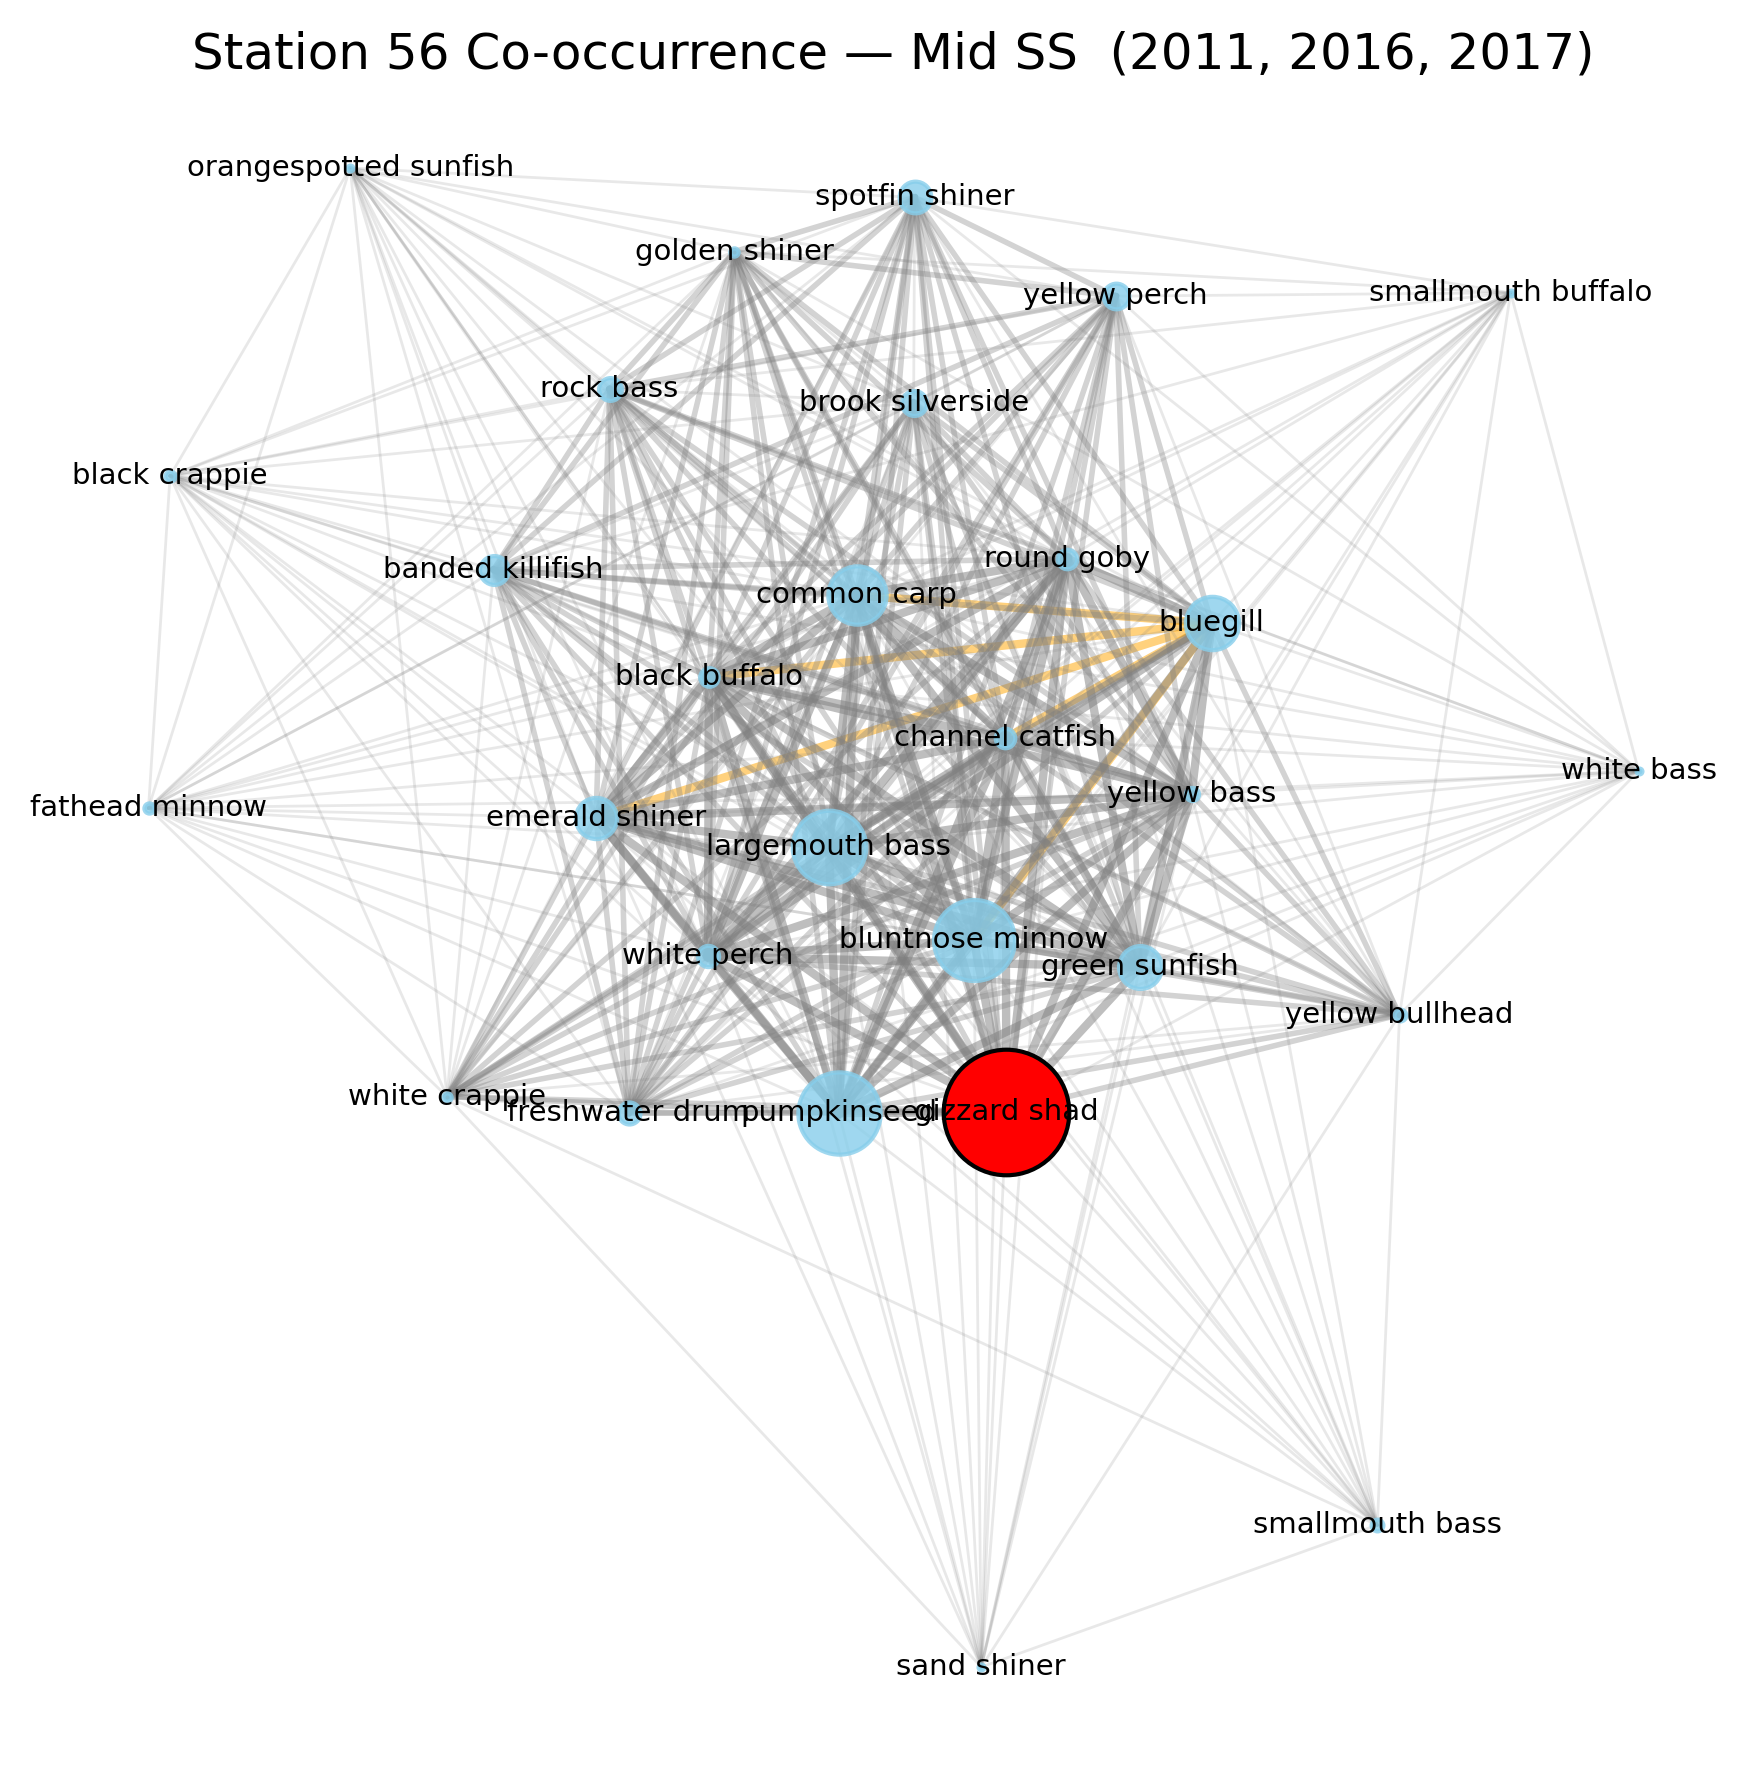 Station 56 Co-occurrence — Mid SS  (2011, 2016, 2017)
orangespotted sunfish
spotfin shiner
golden shiner
yellow perch
smallmouth buffalo
rock bass
brook silverside
black crappie
banded killifish
round goby
common carp
bluegill
black buffalo
channel catfish
white bass
yellow bass
fathead minnow
emerald shiner
largemouth bass
bluntnose minnow
white perch
green sunfish
yellow bullhead
white crappie
freshwater drum
pumpkinseed
gizzard shad
smallmouth bass
sand shiner